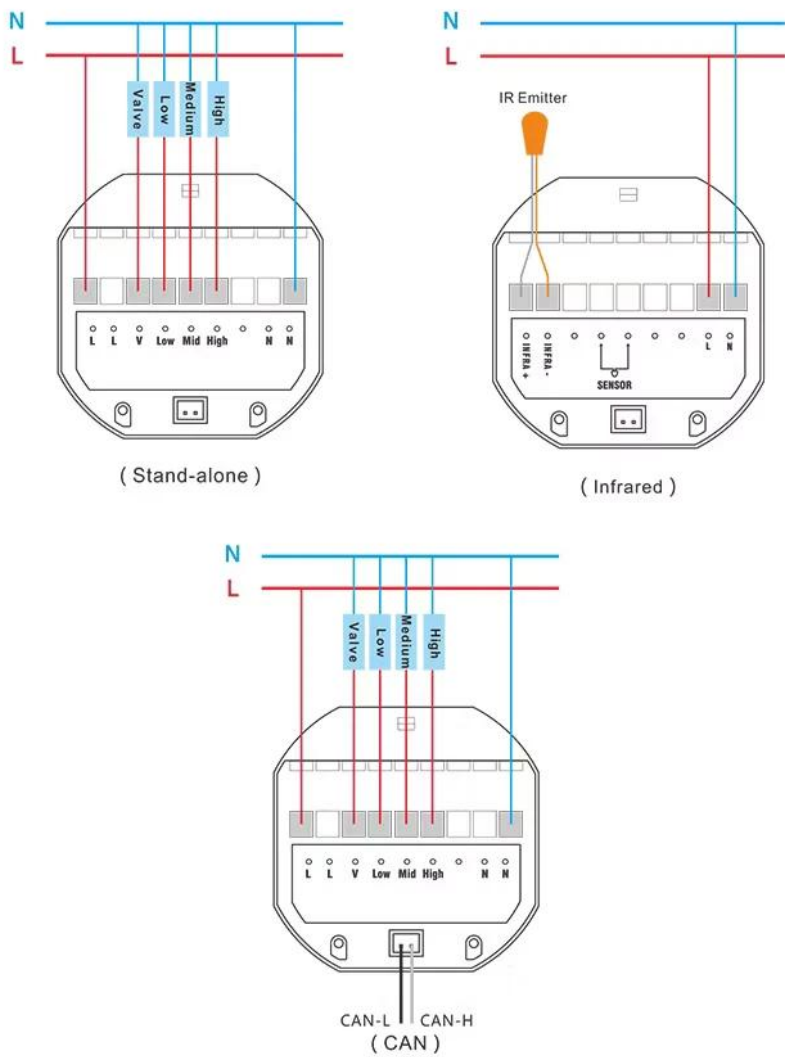 N
L
Valve
Low
Medium
High
L L V Low Mid High N N
( Stand-alone )
N
L
IR Emitter
INFRA +
INFRA -
L N
SENSOR
( Infrared )
N
L
Valve
Low
Medium
High
L L V Low Mid High N N
CAN-L CAN-H
( CAN )